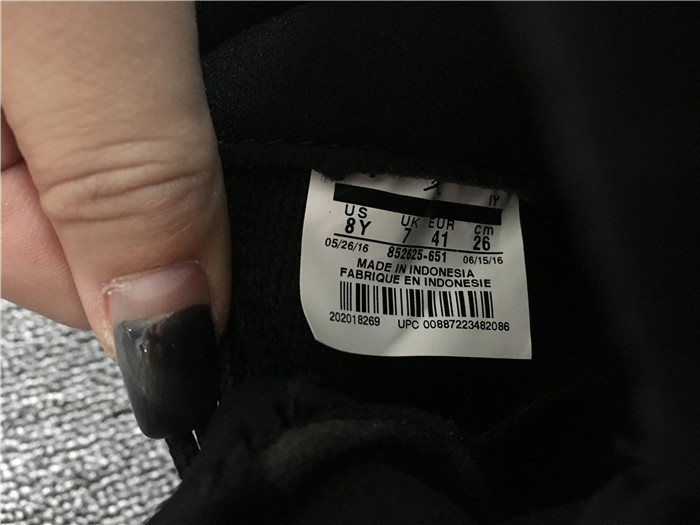 IY
US UK EUR cm
8Y 7 41 26
05/26/16 852625-651 06/15/16
MADE IN INDONESIA
FABRIQUE EN INDONESIE
202018269 UPC 00887223482086